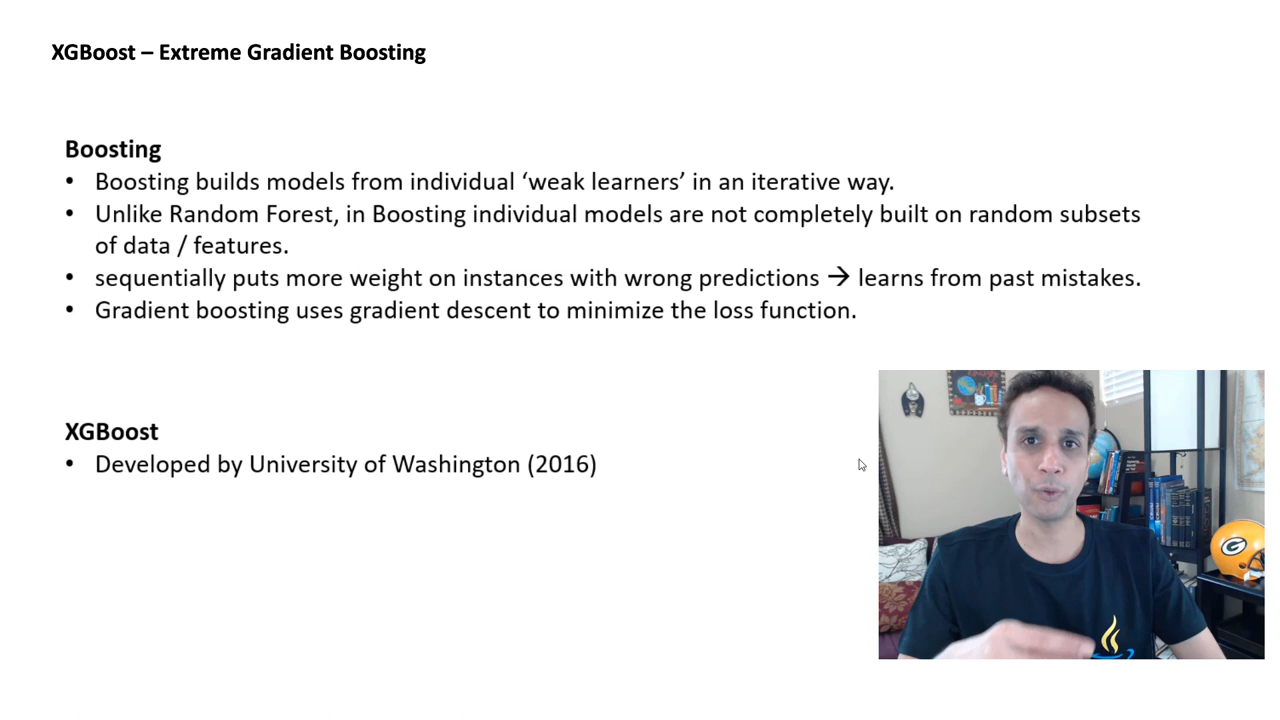 XGBoost – Extreme Gradient Boosting
Boosting
• Boosting builds models from individual ‘weak learners’ in an iterative way.
• Unlike Random Forest, in Boosting individual models are not completely built on random subsets
of data / features.
• sequentially puts more weight on instances with wrong predictions → learns from past mistakes.
• Gradient boosting uses gradient descent to minimize the loss function.
XGBoost
• Developed by University of Washington (2016)
G